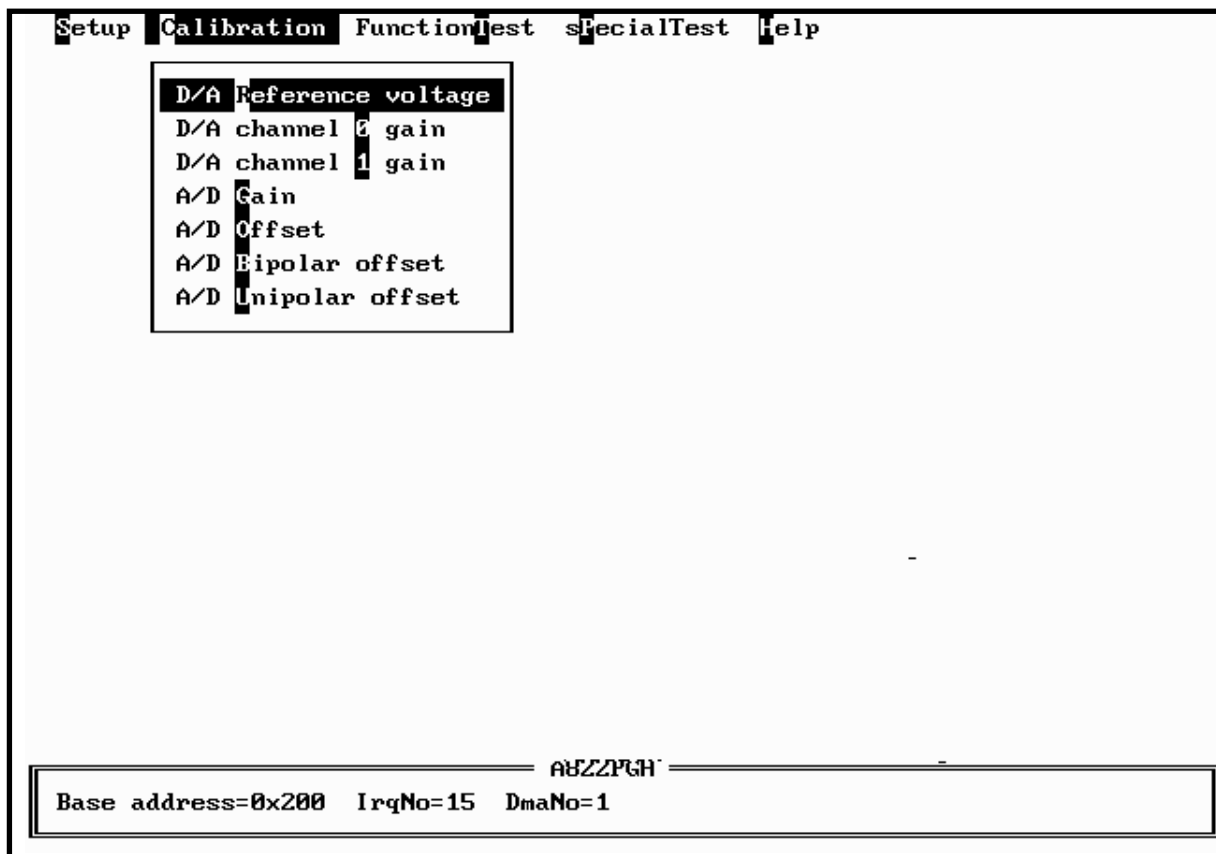 Setup Calibration FunctionTest sPecialTest Help
D/A Reference voltage
D/A channel 0 gain
D/A channel 1 gain
A/D Gain
A/D Offset
A/D Bipolar offset
A/D Unipolar offset
Base address=0x200 IrqNo=15 DmaNo=1